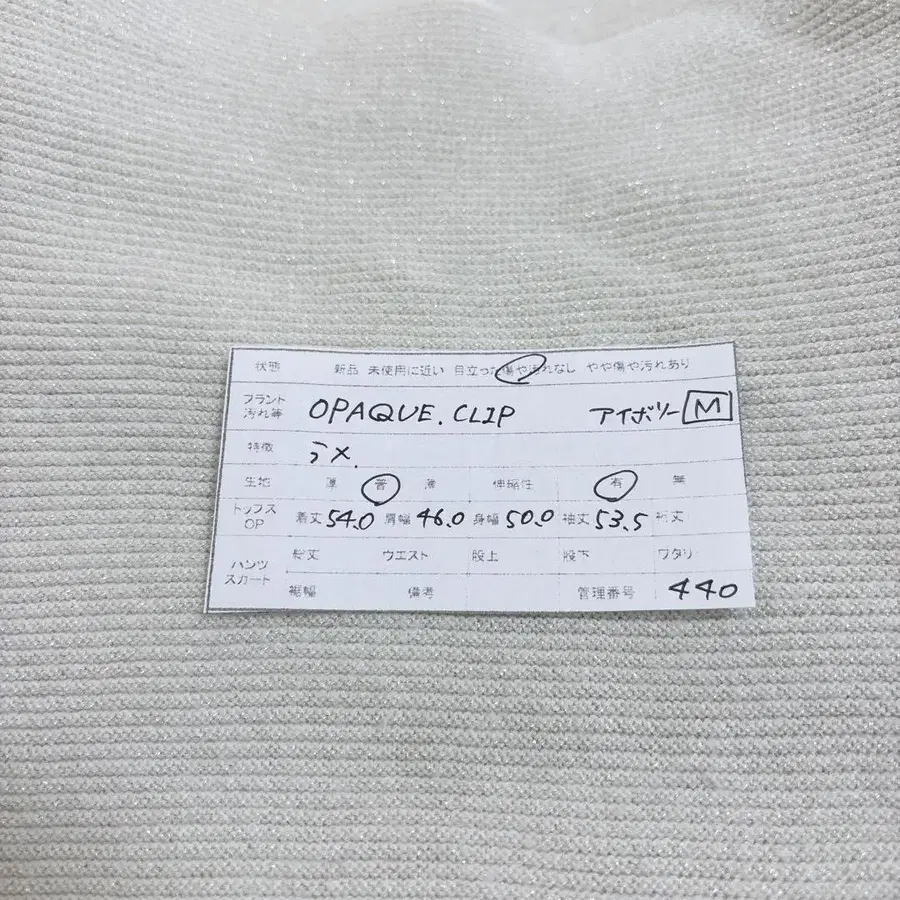 状態 新品 未使用に近い 目立った傷や汚れなし やや傷や汚れあり
ブランド 汚れ等 OPAQUE.CLIP アイボリー M
特徴 ラメ.
生地 厚 普 薄 伸縮性 有 無
トップス OP 着丈 54.0 肩幅 46.0 身幅 50.0 袖丈 53.5 裄丈
パンツ スカート 総丈 ウエスト 股上 股下 ワタリ
裾幅 備考 管理番号 440